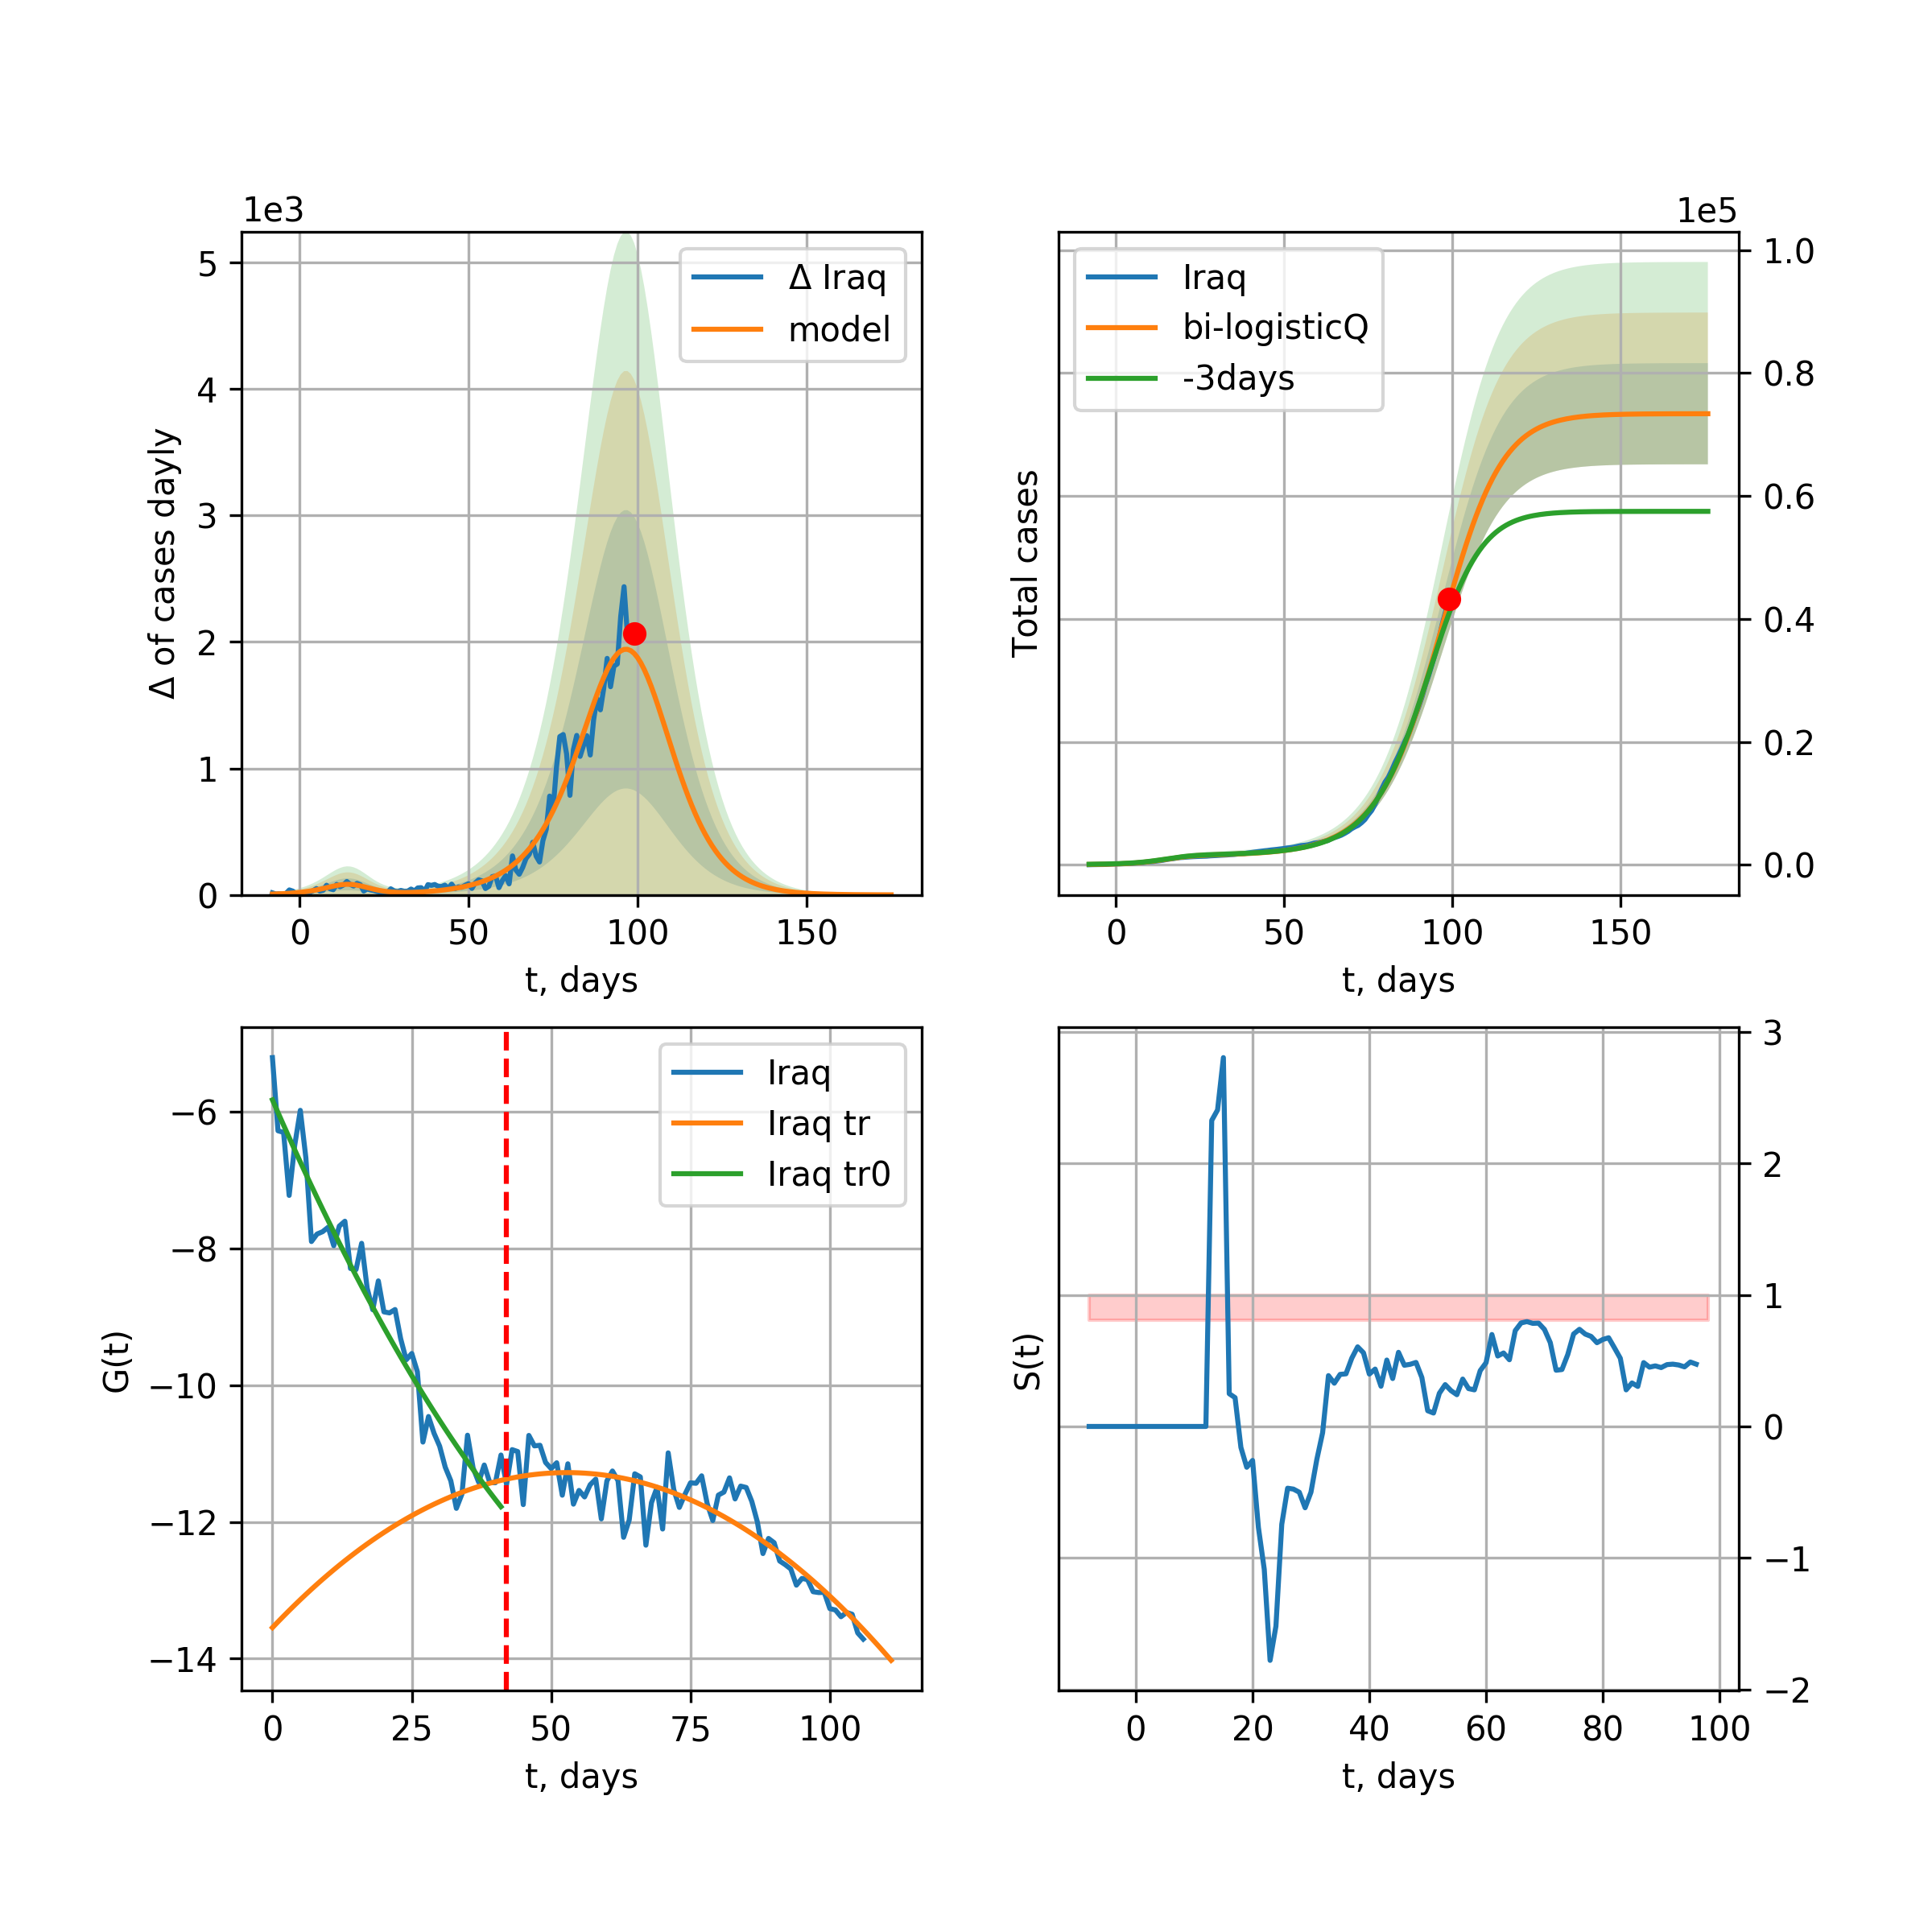 1e3
Δ of cases dayly
5
4
3
2
1
0
Δ Iraq
model
0 50 100 150
t, days
1e5
Total cases
Iraq
bi-logisticQ
-3days
1.0
0.8
0.6
0.4
0.2
0.0
0 50 100 150
t, days
G(t)
−6
−8
−10
−12
−14
Iraq
Iraq tr
Iraq tr0
0 25 50 75 100
t, days
S(t)
3
2
1
0
−1
−2
0 20 40 60 80 100
t, days